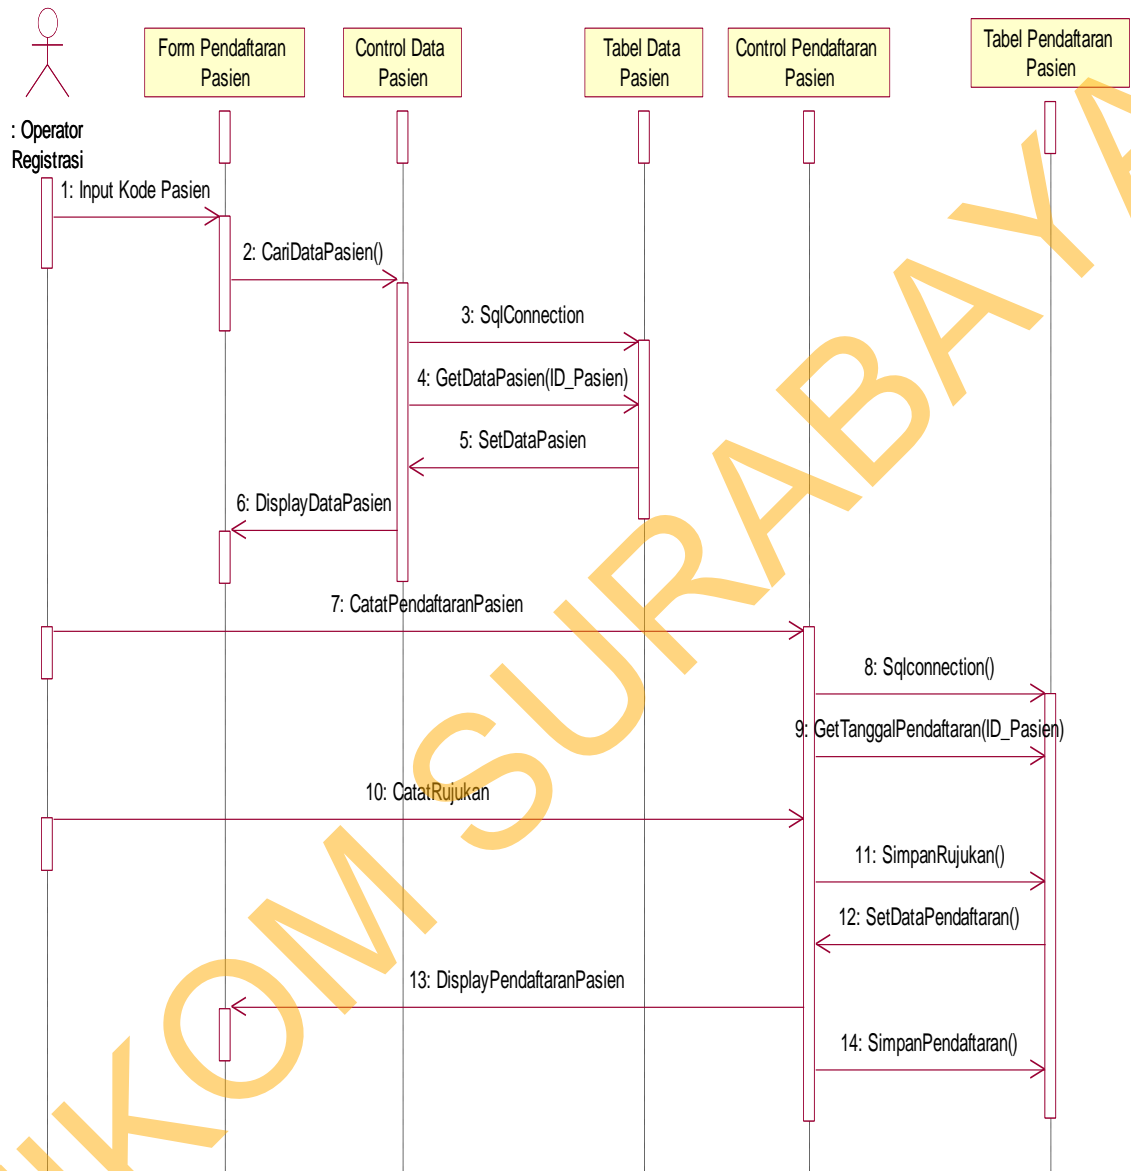 Form Pendaftaran
Pasien
Control Data
Pasien
Tabel Data
Pasien
Control Pendaftaran
Pasien
Tabel Pendaftaran
Pasien
: Operator
Registrasi
1: Input Kode Pasien
2: CariDataPasien()
3: SqlConnection
4: GetDataPasien(ID_Pasien)
5: SetDataPasien
6: DisplayDataPasien
7: CatatPendaftaranPasien
8: Sqlconnection()
9: GetTanggalPendaftaran(ID_Pasien)
10: CatatRujukan
11: SimpanRujukan()
12: SetDataPendaftaran()
13: DisplayPendaftaranPasien
14: SimpanPendaftaran()
IKOM SURABAYA